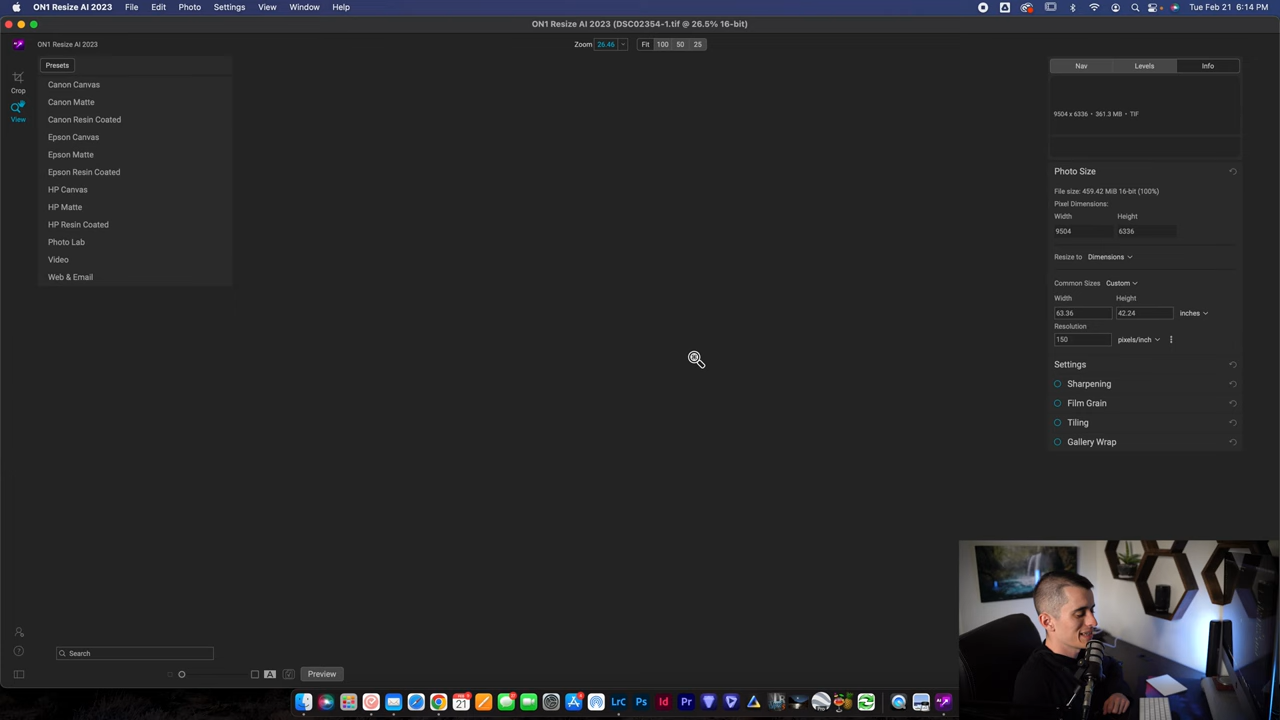 ON1 Resize AI 2023 File Edit Photo Settings View Window Help Tue Feb 21 6:14 PM
ON1 Resize AI 2023 (DSC02354-1.tif @ 26.5% 16-bit)
ON1 Resize AI 2023
Zoom 26.46 Fit 100 50 25
Presets
Canon Canvas
Canon Matte
Canon Resin Coated
Epson Canvas
Epson Matte
Epson Resin Coated
HP Canvas
HP Matte
HP Resin Coated
Photo Lab
Video
Web & Email
Crop
View
Nav Levels Info
9504 x 6336 • 361.3 MB • TIF
Photo Size
File size: 459.42 MiB 16-bit (100%)
Pixel Dimensions:
Width Height
9504 6336
Resize to Dimensions
Common Sizes Custom
Width Height
63.36 42.24 inches
Resolution
150 pixels/inch
Settings
Sharpening
Film Grain
Tiling
Gallery Wrap
Search
A Preview
21 LrC Ps Id Pr